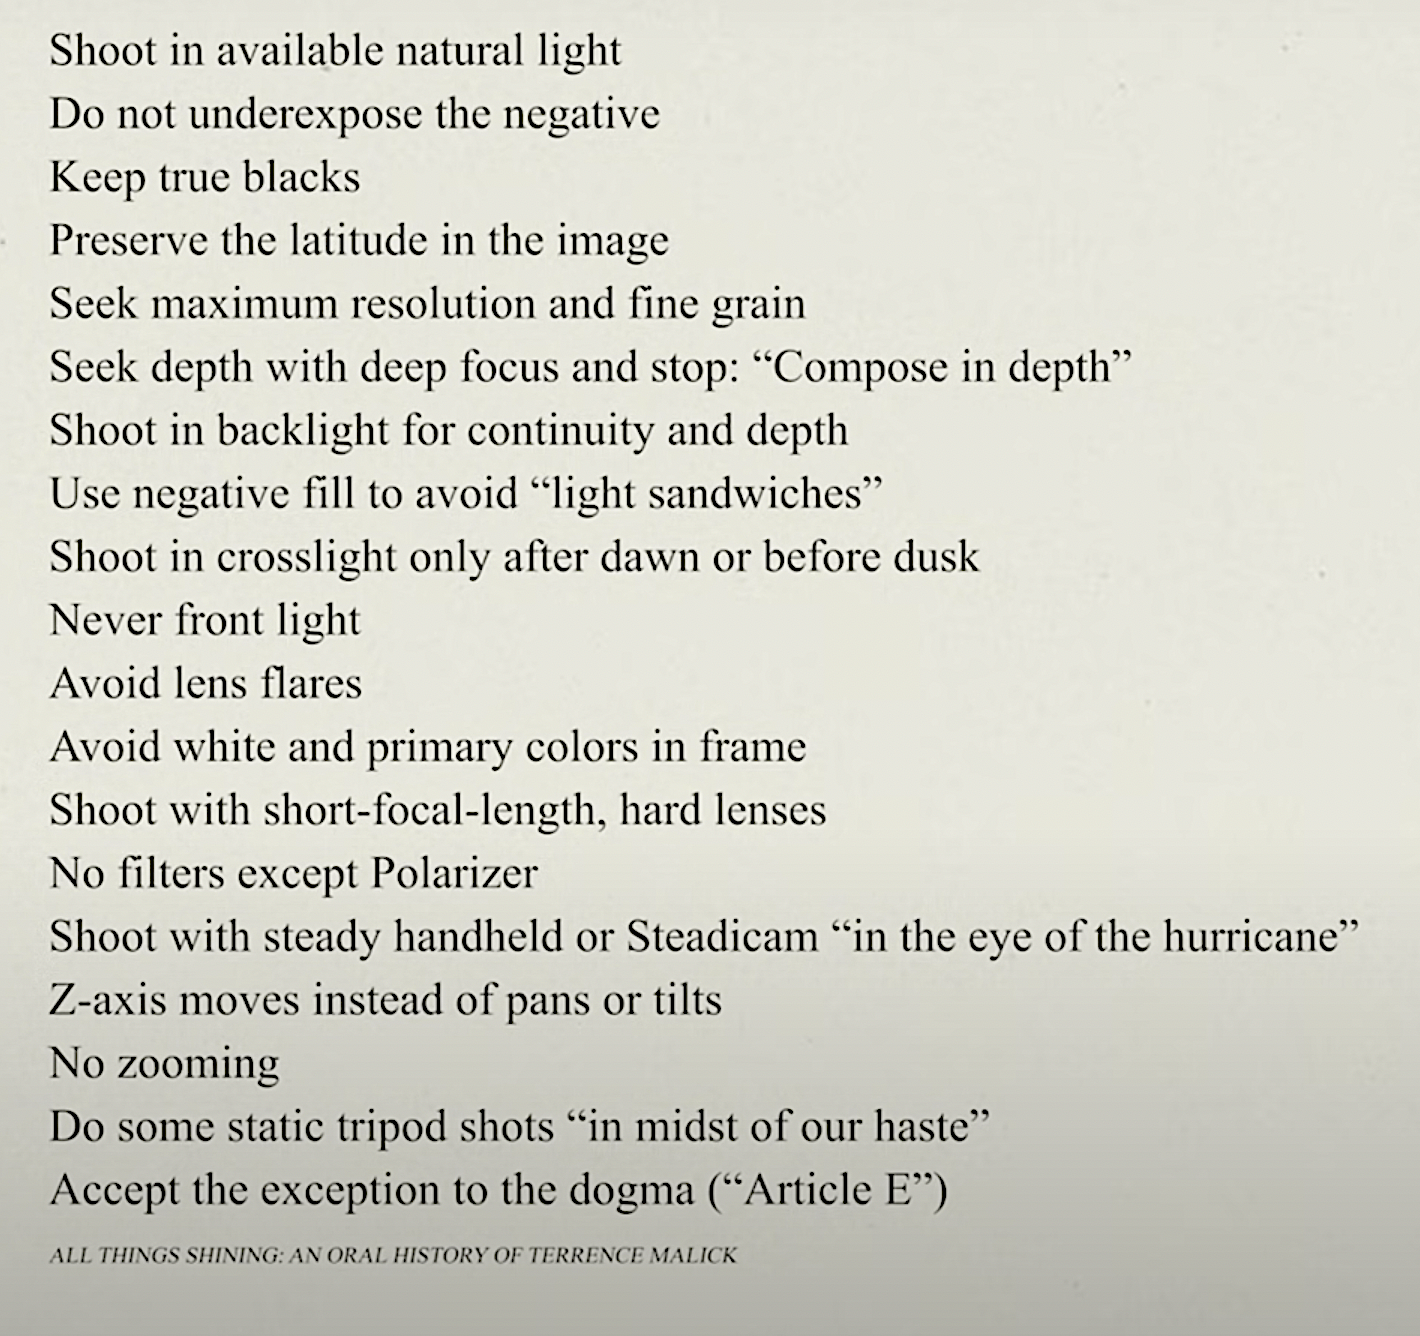 Shoot in available natural light
Do not underexpose the negative
Keep true blacks
Preserve the latitude in the image
Seek maximum resolution and fine grain
Seek depth with deep focus and stop: “Compose in depth”
Shoot in backlight for continuity and depth
Use negative fill to avoid “light sandwiches”
Shoot in crosslight only after dawn or before dusk
Never front light
Avoid lens flares
Avoid white and primary colors in frame
Shoot with short-focal-length, hard lenses
No filters except Polarizer
Shoot with steady handheld or Steadicam “in the eye of the hurricane”
Z-axis moves instead of pans or tilts
No zooming
Do some static tripod shots “in midst of our haste”
Accept the exception to the dogma (“Article E”)
ALL THINGS SHINING: AN ORAL HISTORY OF TERRENCE MALICK